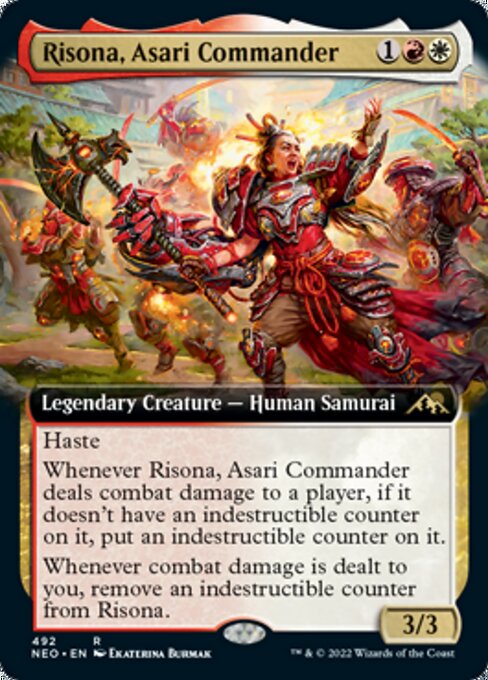 Risona, Asari Commander 1
Legendary Creature — Human Samurai
Haste
Whenever Risona, Asari Commander
deals combat damage to a player, if it
doesn't have an indestructible counter
on it, put an indestructible counter on it.
Whenever combat damage is dealt to
you, remove an indestructible counter
from Risona.
3/3
492 R
NEO • EN Ekaterina Burmak ™ & © 2022 Wizards of the Coast